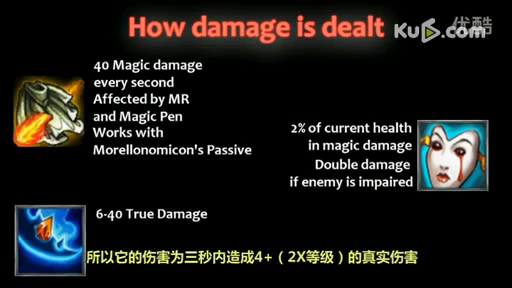 How damage is dealt
Ku6.com 优酷
40 Magic damage
every second
Affected by MR
and Magic Pen
Works with
Morellonomicon's Passive
2% of current health
in magic damage
Double damage
if enemy is impaired
6-40 True Damage
所以它的伤害为三秒内造成4+（2X等级）的真实伤害